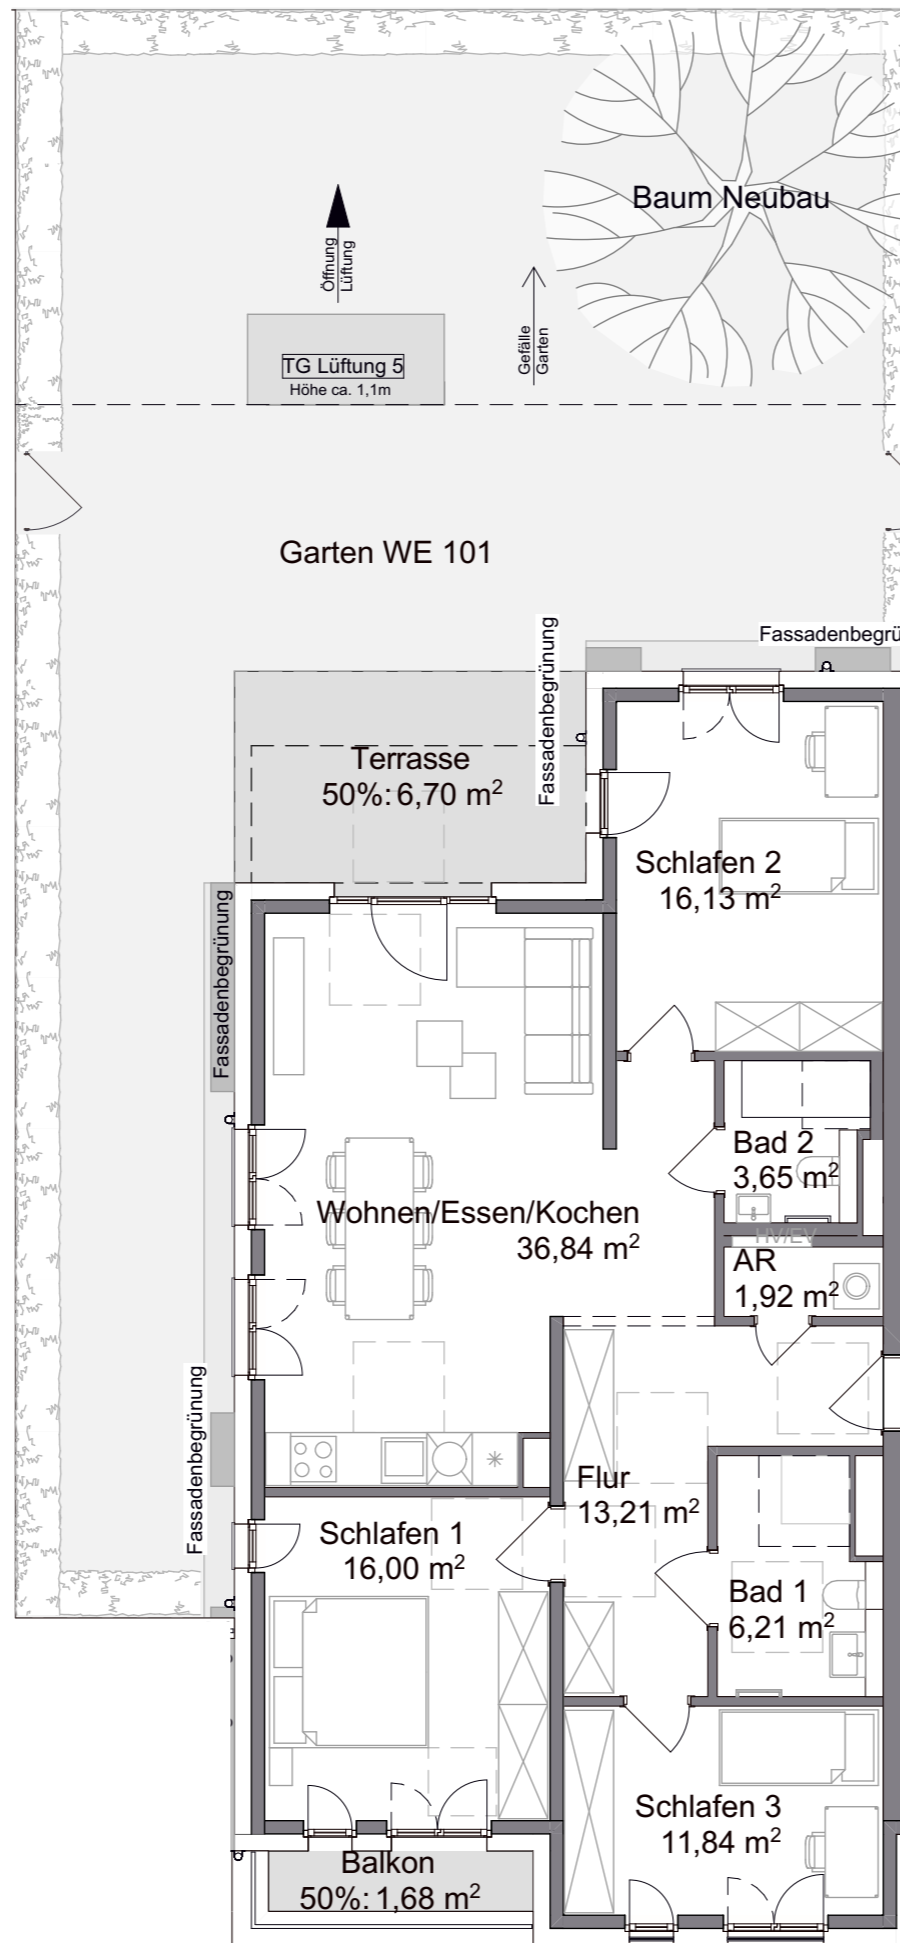 Baum Neubau
Öffnung
Lüftung
Gefälle
Garten
TG Lüftung 5
Höhe ca. 1,1m
Garten WE 101
Fassadenbegrünung
Fassadenbegrü
Terrasse
50%: 6,70 m²
Schlafen 2
16,13 m²
Fassadenbegrünung
Bad 2
3,65 m²
Wohnen/Essen/Kochen
36,84 m²
HV/EV
AR
1,92 m²
Fassadenbegrünung
Flur
13,21 m²
Schlafen 1
16,00 m²
Bad 1
6,21 m²
Schlafen 3
11,84 m²
Balkon
50%: 1,68 m²